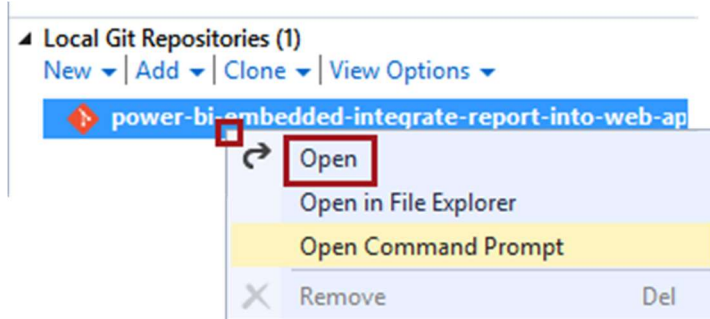 Local Git Repositories (1)
New | Add | Clone | View Options
power-bi-embedded-integrate-report-into-web-ap
Open
Open in File Explorer
Open Command Prompt
Remove Del